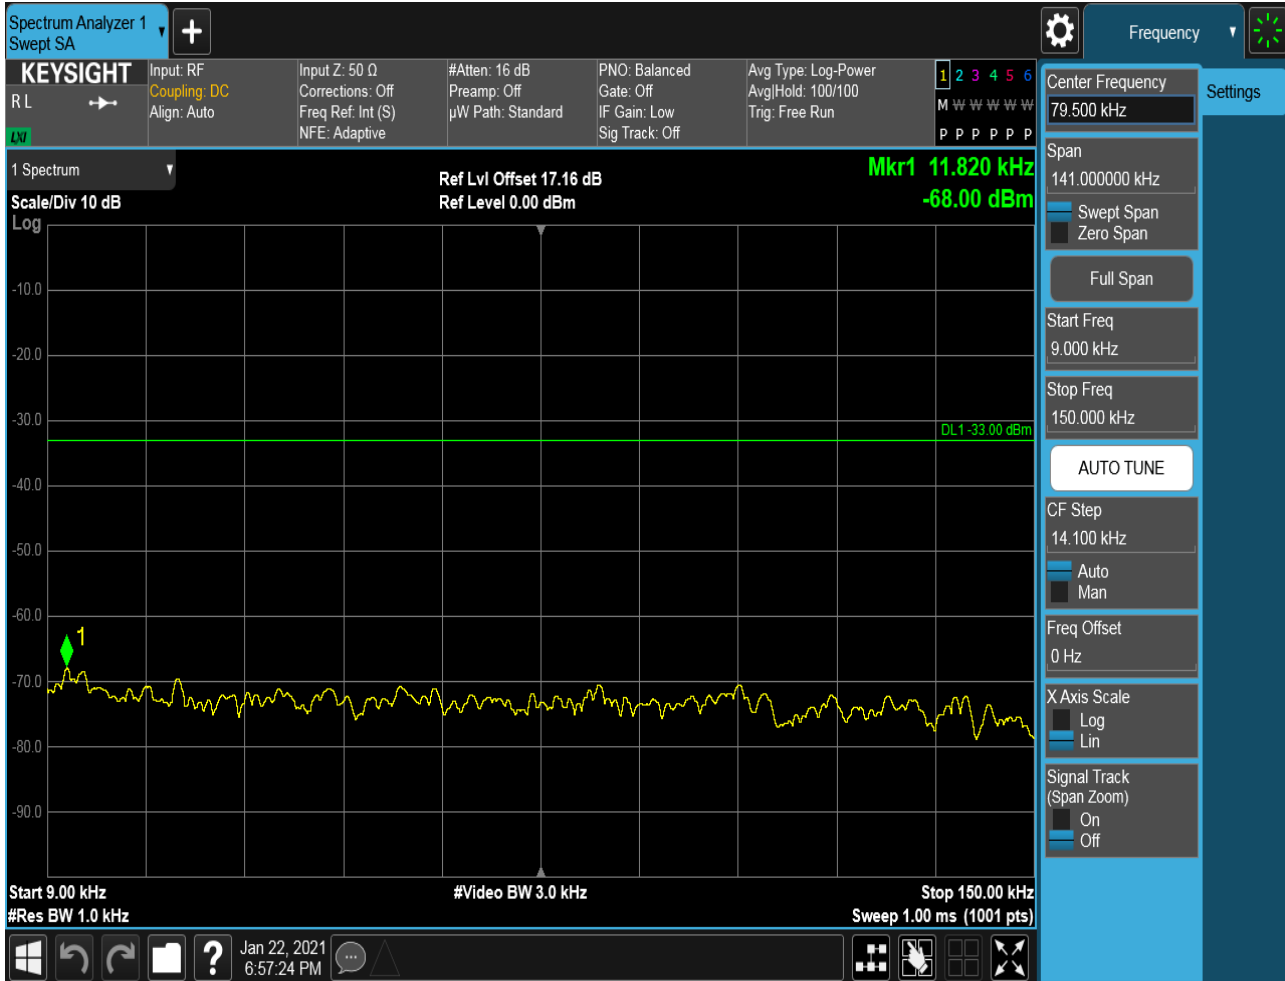 Spectrum Analyzer 1
Swept SA
+
Frequency
KEYSIGHT
R L
LXI
Input: RF
Coupling: DC
Align: Auto
Input Z: 50 Ω
Corrections: Off
Freq Ref: Int (S)
NFE: Adaptive
#Atten: 16 dB
Preamp: Off
µW Path: Standard
PNO: Balanced
Gate: Off
IF Gain: Low
Sig Track: Off
Avg Type: Log-Power
Avg|Hold: 100/100
Trig: Free Run
1 2 3 4 5 6
M W W W W W
P P P P P P
1 Spectrum
Scale/Div 10 dB
Log
Ref Lvl Offset 17.16 dB
Ref Level 0.00 dBm
Mkr1 11.820 kHz
-68.00 dBm
-10.0
-20.0
-30.0
DL1 -33.00 dBm
-40.0
-50.0
-60.0
1
-70.0
-80.0
-90.0
Start 9.00 kHz
#Res BW 1.0 kHz
#Video BW 3.0 kHz
Stop 150.00 kHz
Sweep 1.00 ms (1001 pts)
Center Frequency
79.500 kHz
Settings
Span
141.000000 kHz
Swept Span
Zero Span
Full Span
Start Freq
9.000 kHz
Stop Freq
150.000 kHz
AUTO TUNE
CF Step
14.100 kHz
Auto
Man
Freq Offset
0 Hz
X Axis Scale
Log
Lin
Signal Track
(Span Zoom)
On
Off
?
Jan 22, 2021
6:57:24 PM